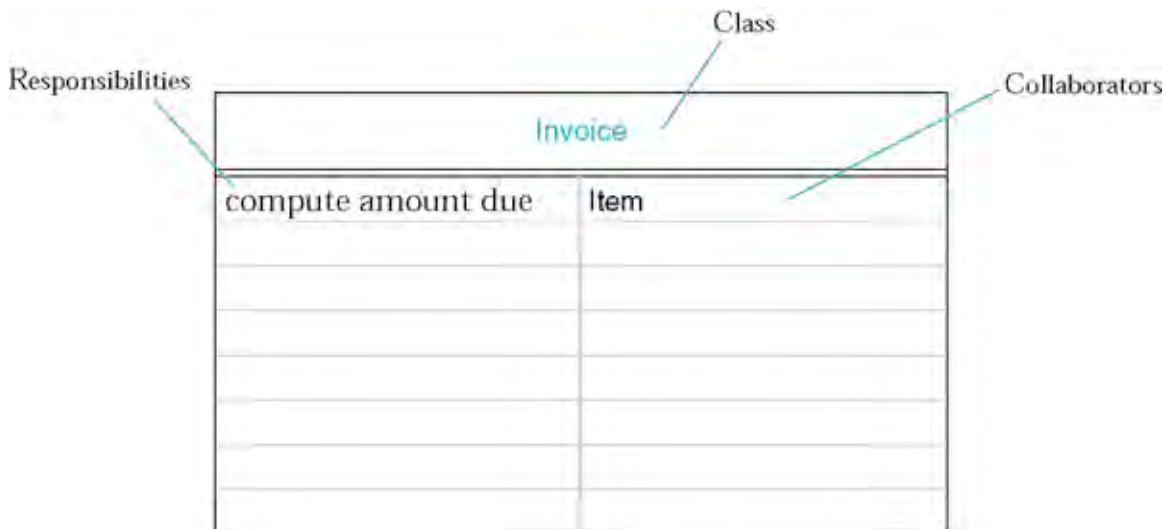 Class
Responsibilities
Collaborators
Invoice
compute amount due
Item